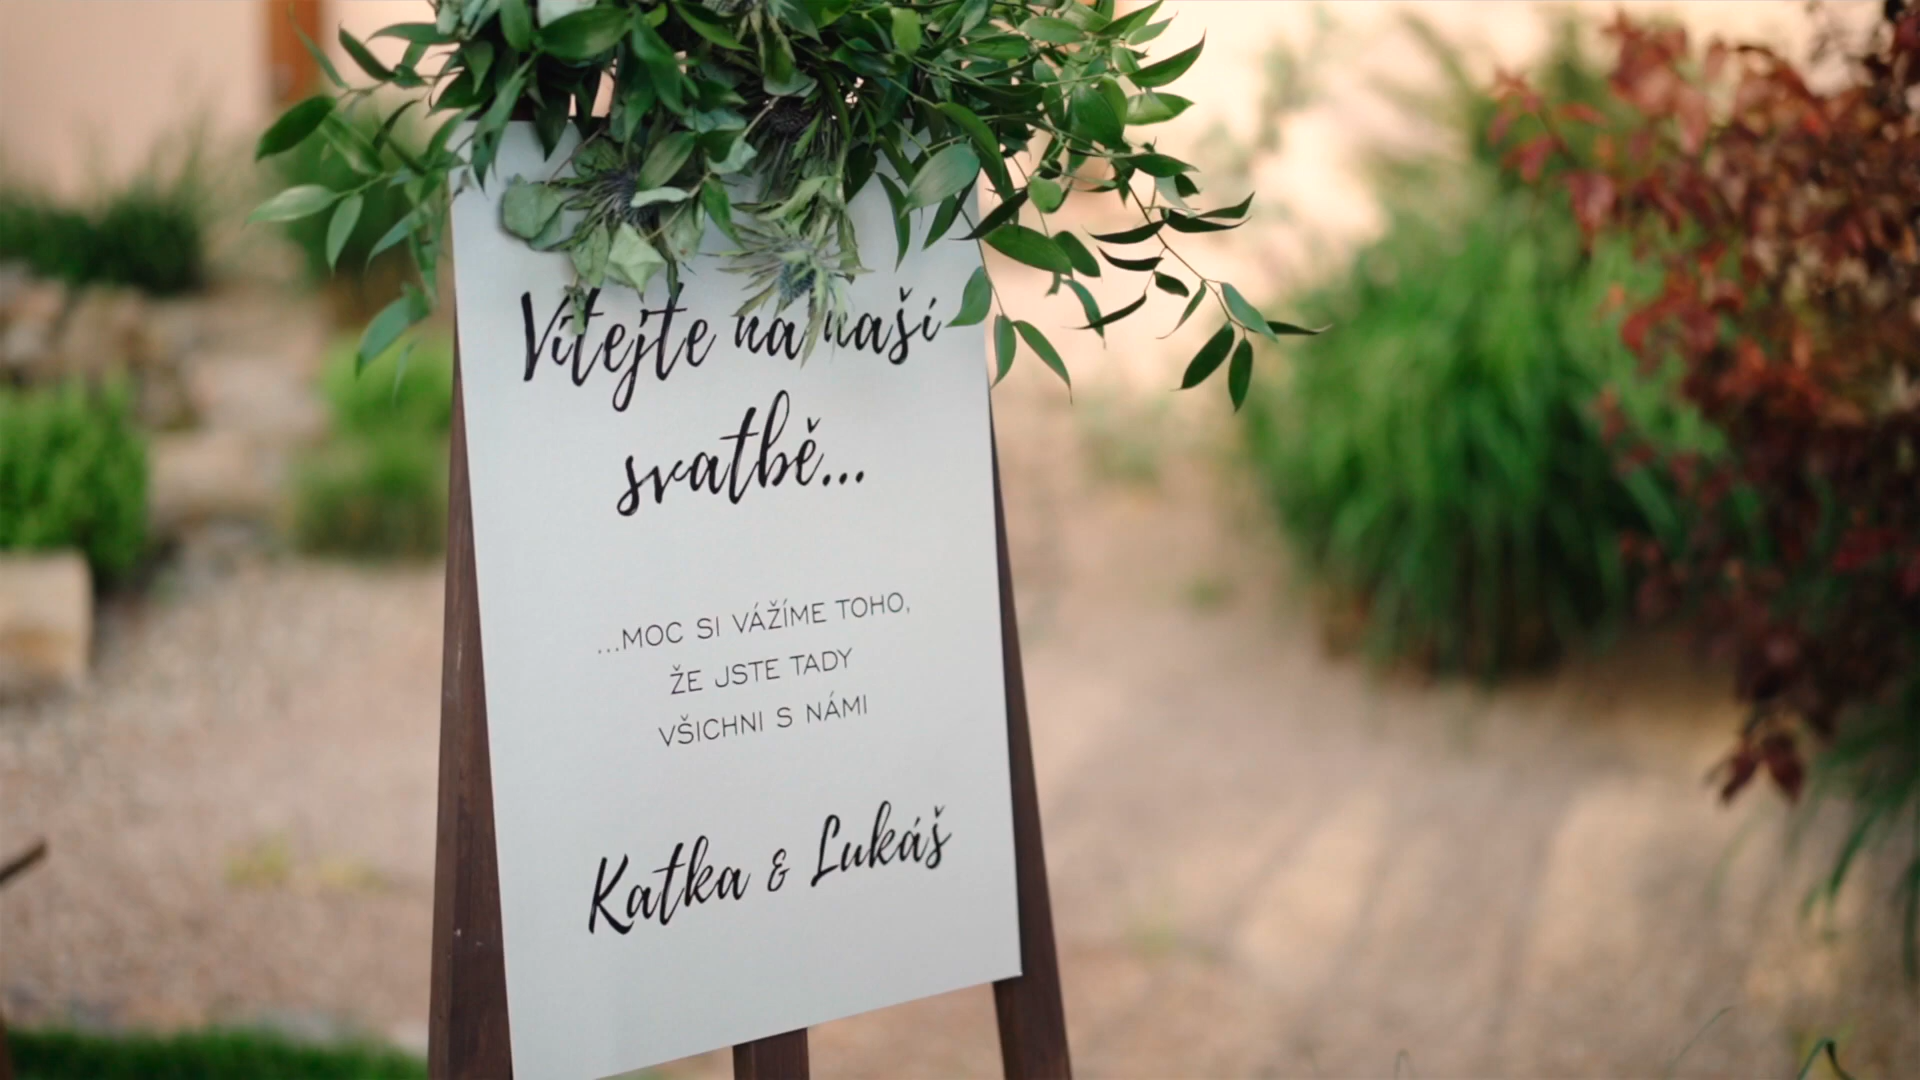 Vítejte na naší
svatbě...
...MOC SI VÁŽÍME TOHO,
ŽE JSTE TADY
VŠICHNI S NÁMI
Katka & Lukáš